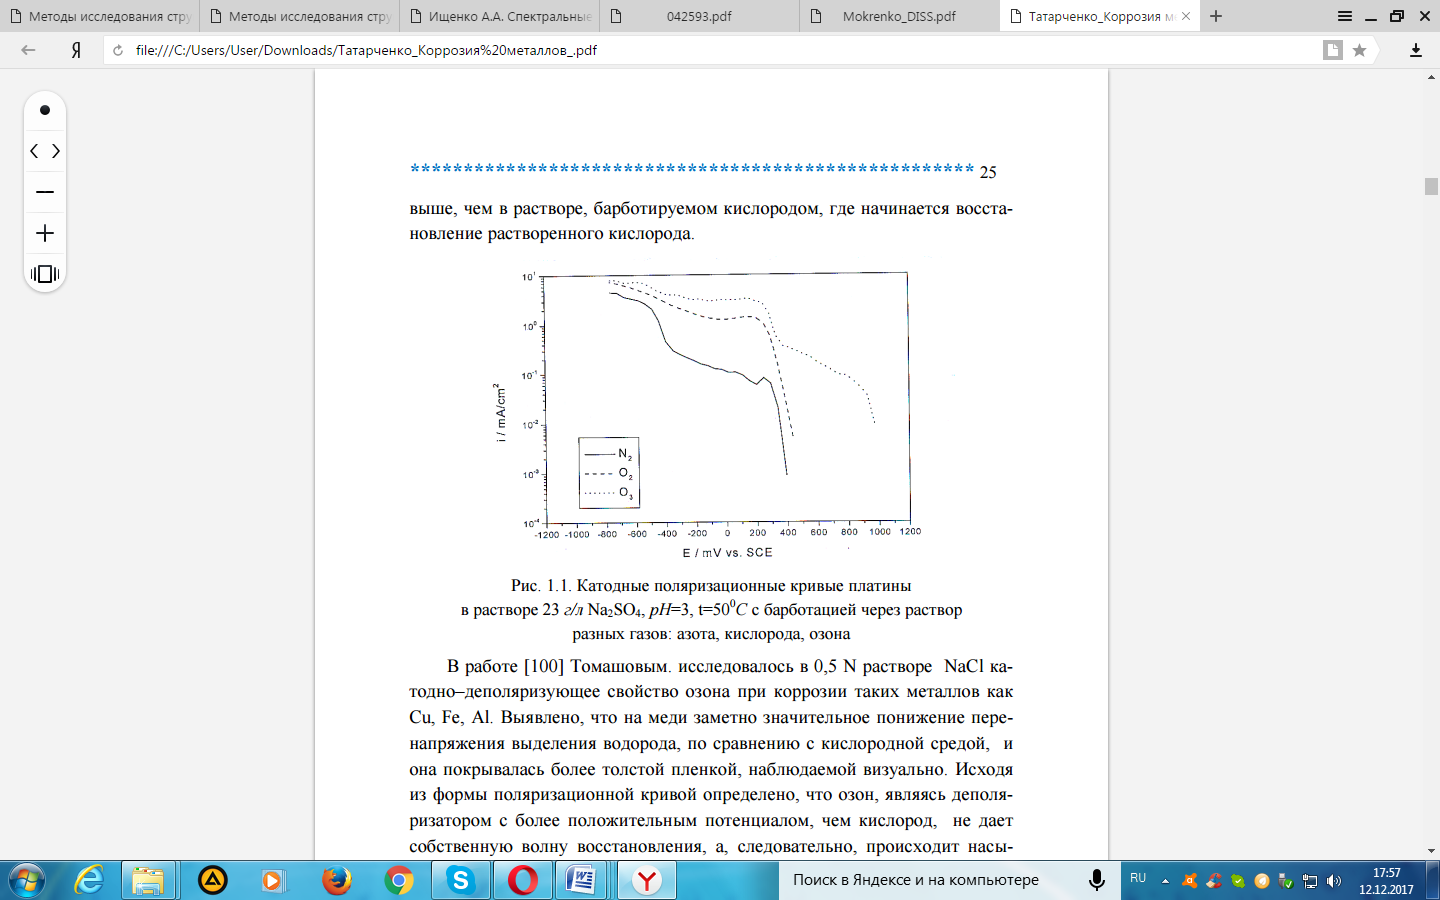 Методы исследования стру
Методы исследования стру
Ищенко А.А. Спектральные
042593.pdf
Mokrenko_DISS.pdf
Татарченко_Коррозия ме
file:///C:/Users/User/Downloads/Татарченко_Коррозия%20металлов_.pdf
***************************************************** 25
выше, чем в растворе, барботируемом кислородом, где начинается восста-
новление растворенного кислорода.
10¹
10⁰
10⁻¹
10⁻²
10⁻³
10⁻⁴
i / mA/cm²
N₂
O₂
O₃
-1200 -1000 -800 -600 -400 -200 0 200 400 600 800 1000 1200
E / mV vs. SCE
Рис. 1.1. Катодные поляризационные кривые платины
в растворе 23 г/л Na₂SO₄, pH=3, t=50⁰C с барботацией через раствор
разных газов: азота, кислорода, озона
В работе [100] Томашовым. исследовалось в 0,5 N растворе NaCl ка-
тодно–деполяризующее свойство озона при коррозии таких металлов как
Cu, Fe, Al. Выявлено, что на меди заметно значительное понижение пере-
напряжения выделения водорода, по сравнению с кислородной средой, и
она покрывалась более толстой пленкой, наблюдаемой визуально. Исходя
из формы поляризационной кривой определено, что озон, являясь деполя-
ризатором с более положительным потенциалом, чем кислород, не дает
собственную волну восстановления, а, следовательно, происходит насы-
Поиск в Яндексе и на компьютере
RU
17:57
12.12.2017